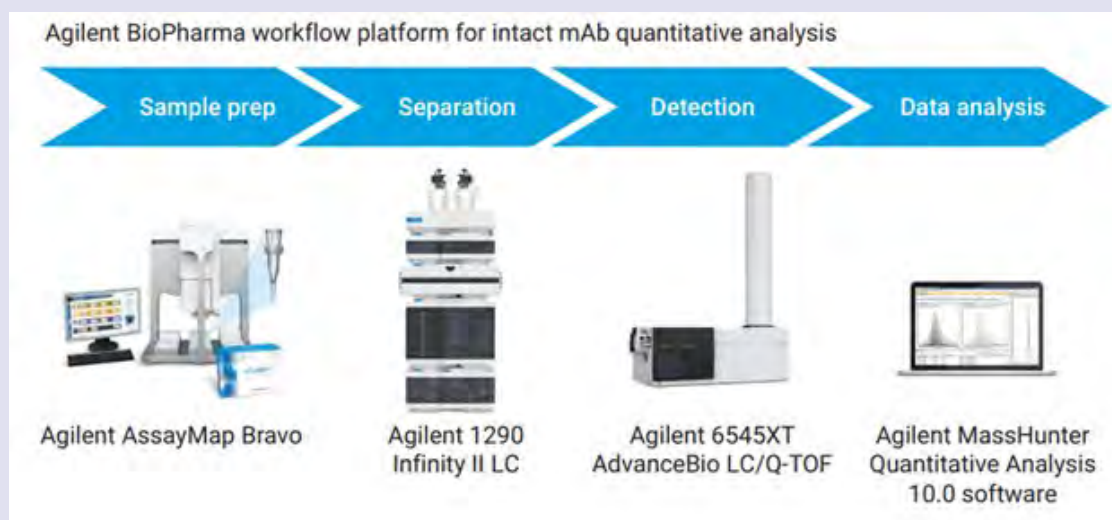 Agilent BioPharma workflow platform for intact mAb quantitative analysis
Sample prep
Separation
Detection
Data analysis
Agilent AssayMap Bravo
Agilent 1290
Infinity II LC
Agilent 6545XT
AdvanceBio LC/Q-TOF
Agilent MassHunter
Quantitative Analysis
10.0 software